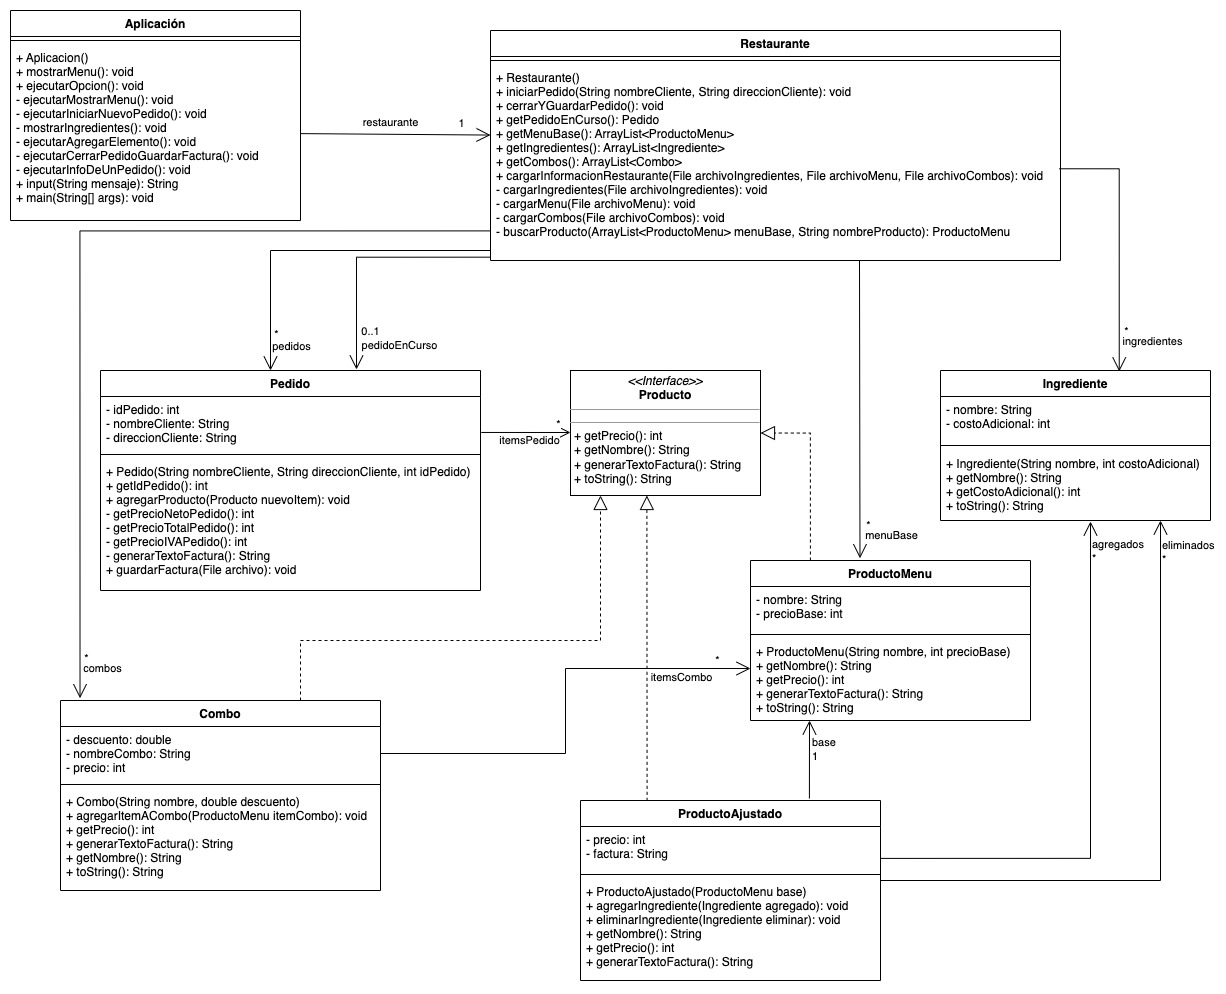 Aplicación
+ Aplicacion()
+ mostrarMenu(): void
+ ejecutarOpcion(): void
- ejecutarMostrarMenu(): void
- ejecutarIniciarNuevoPedido(): void
- mostrarIngredientes(): void
- ejecutarAgregarElemento(): void
- ejecutarCerrarPedidoGuardarFactura(): void
- ejecutarInfoDeUnPedido(): void
+ input(String mensaje): String
+ main(String[] args): void
restaurante
1
Restaurante
+ Restaurante()
+ iniciarPedido(String nombreCliente, String direccionCliente): void
+ cerrarYGuardarPedido(): void
+ getPedidoEnCurso(): Pedido
+ getMenuBase(): ArrayList<ProductoMenu>
+ getIngredientes(): ArrayList<Ingrediente>
+ getCombos(): ArrayList<Combo>
+ cargarInformacionRestaurante(File archivoIngredientes, File archivoMenu, File archivoCombos): void
- cargarIngredientes(File archivoIngredientes): void
- cargarMenu(File archivoMenu): void
- cargarCombos(File archivoCombos): void
- buscarProducto(ArrayList<ProductoMenu> menuBase, String nombreProducto): ProductoMenu
*
pedidos
0..1
pedidoEnCurso
*
ingredientes
Pedido
- idPedido: int
- nombreCliente: String
- direccionCliente: String
+ Pedido(String nombreCliente, String direccionCliente, int idPedido)
+ getIdPedido(): int
+ agregarProducto(Producto nuevoItem): void
- getPrecioNetoPedido(): int
- getPrecioTotalPedido(): int
- getPrecioIVAPedido(): int
- generarTextoFactura(): String
+ guardarFactura(File archivo): void
*
itemsPedido
<<Interface>>
Producto
+ getPrecio(): int
+ getNombre(): String
+ generarTextoFactura(): String
+ toString(): String
Ingrediente
- nombre: String
- costoAdicional: int
+ Ingrediente(String nombre, int costoAdicional)
+ getNombre(): String
+ getCostoAdicional(): int
+ toString(): String
*
menuBase
agregados
*
eliminados
*
ProductoMenu
- nombre: String
- precioBase: int
+ ProductoMenu(String nombre, int precioBase)
+ getNombre(): String
+ getPrecio(): int
+ generarTextoFactura(): String
+ toString(): String
*
combos
*
itemsCombo
Combo
- descuento: double
- nombreCombo: String
- precio: int
+ Combo(String nombre, double descuento)
+ agregarItemACombo(ProductoMenu itemCombo): void
+ getPrecio(): int
+ generarTextoFactura(): String
+ getNombre(): String
+ toString(): String
base
1
ProductoAjustado
- precio: int
- factura: String
+ ProductoAjustado(ProductoMenu base)
+ agregarIngrediente(Ingrediente agregado): void
+ eliminarIngrediente(Ingrediente eliminar): void
+ getNombre(): String
+ getPrecio(): int
+ generarTextoFactura(): String